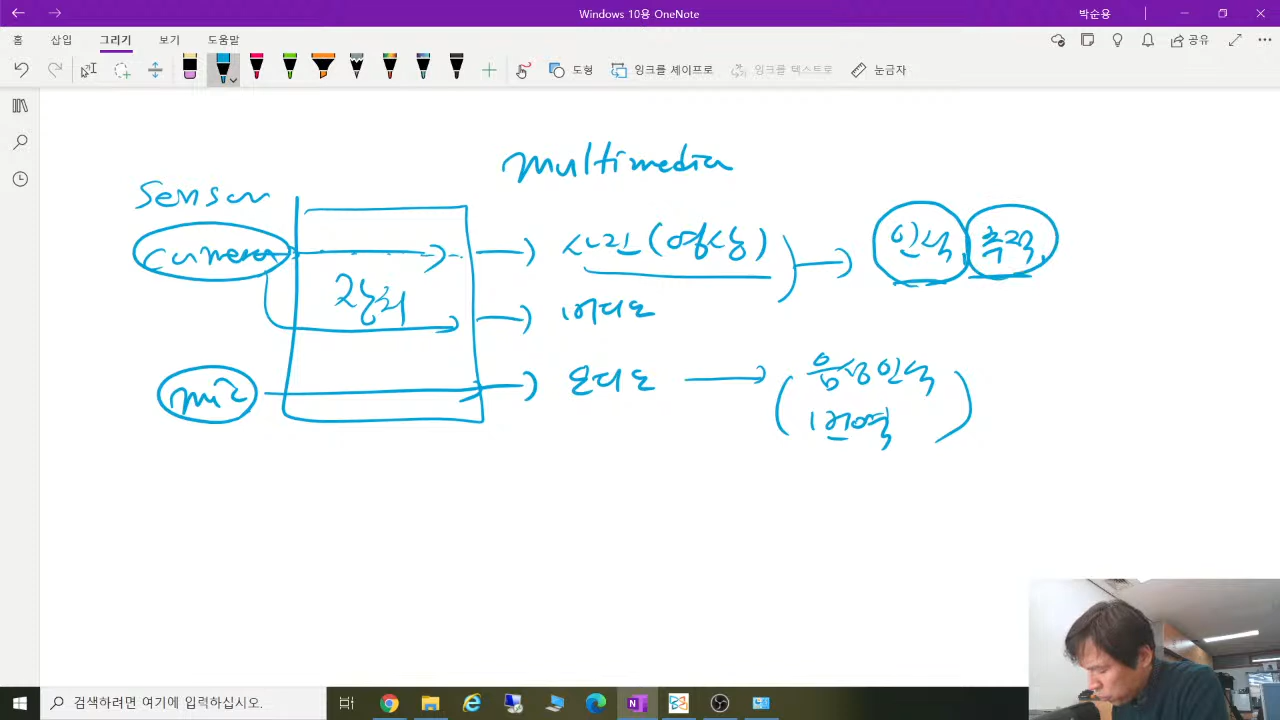 Windows 10용 OneNote
박순용
홈 삽입 그리기 보기 도움말
공유
도형 잉크를 셰이프로 잉크를 텍스트로 눈금자
multimedia
sensor
camera
사진(영상)
인식 추적
비디오
mic
오디오
음성인식
번역
검색하려면 여기에 입력하십시오.